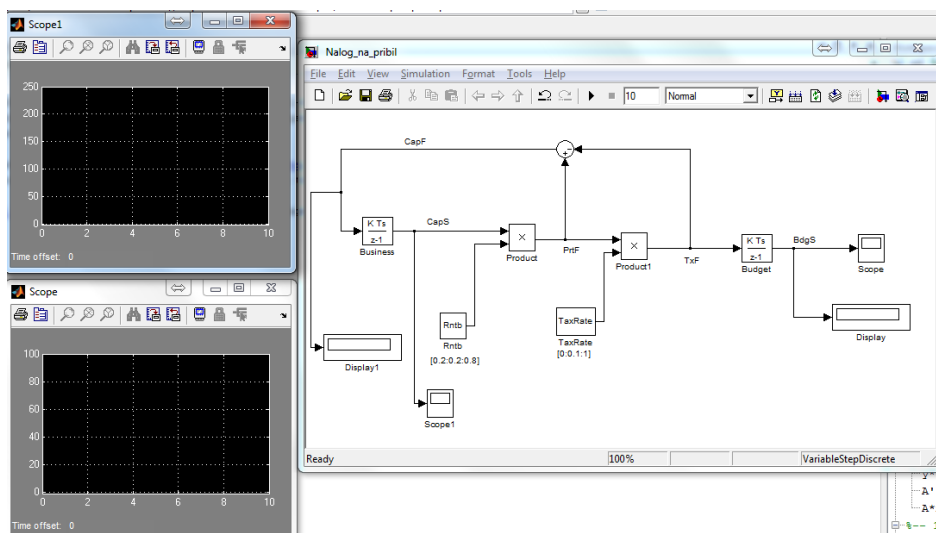 Scope1
250
200
150
100
50
0
0 2 4 6 8 10
Time offset: 0
Scope
100
80
60
40
20
0
0 2 4 6 8 10
Time offset: 0
Nalog_na_pribil
File Edit View Simulation Format Tools Help
10 Normal
CapF
K Ts
z-1
Business
CapS
×
Product
PrtF
×
Product1
TxF
K Ts
z-1
Budget
BdgS
Scope
Display
Rntb
Rntb
[0.2:0.2:0.8]
TaxRate
TaxRate
[0:0.1:1]
Display1
Scope1
Ready 100% VariableStepDiscrete
A'
A*
%--